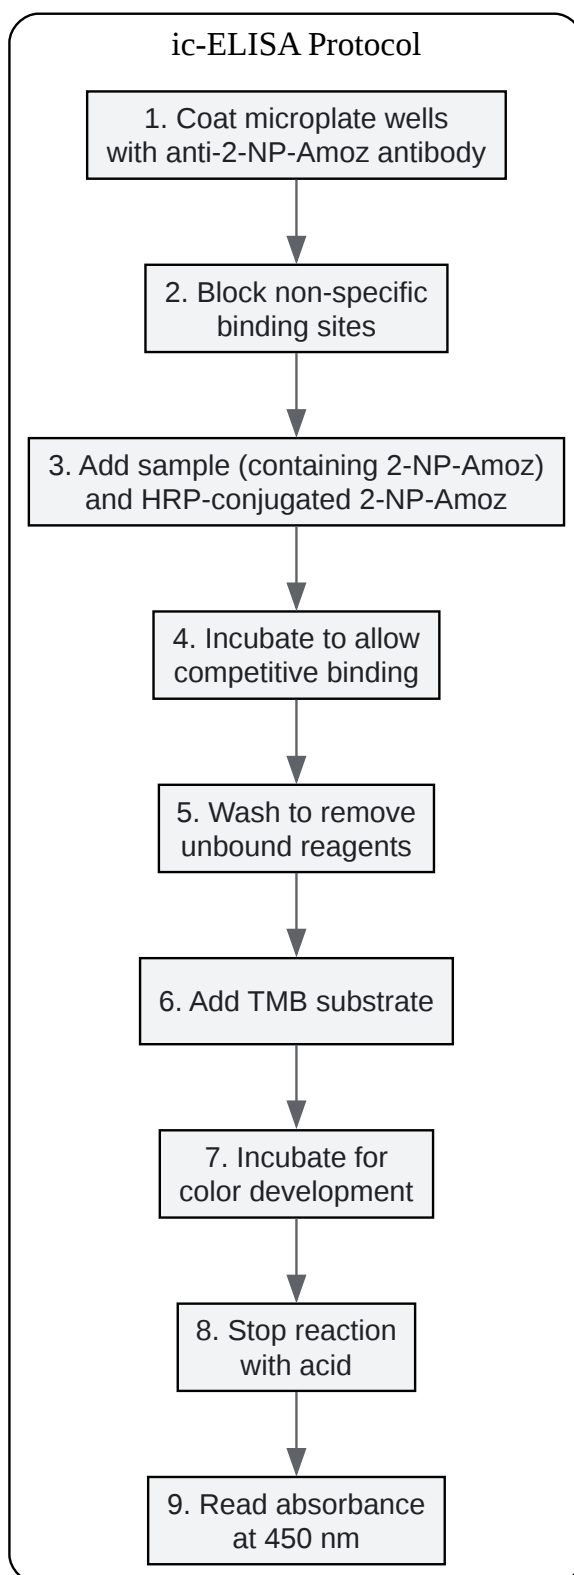 ic-ELISA Protocol
1. Coat microplate wells
with anti-2-NP-Amoz antibody
2. Block non-specific
binding sites
3. Add sample (containing 2-NP-Amoz)
and HRP-conjugated 2-NP-Amoz
4. Incubate to allow
competitive binding
5. Wash to remove
unbound reagents
6. Add TMB substrate
7. Incubate for
color development
8. Stop reaction
with acid
9. Read absorbance
at 450 nm